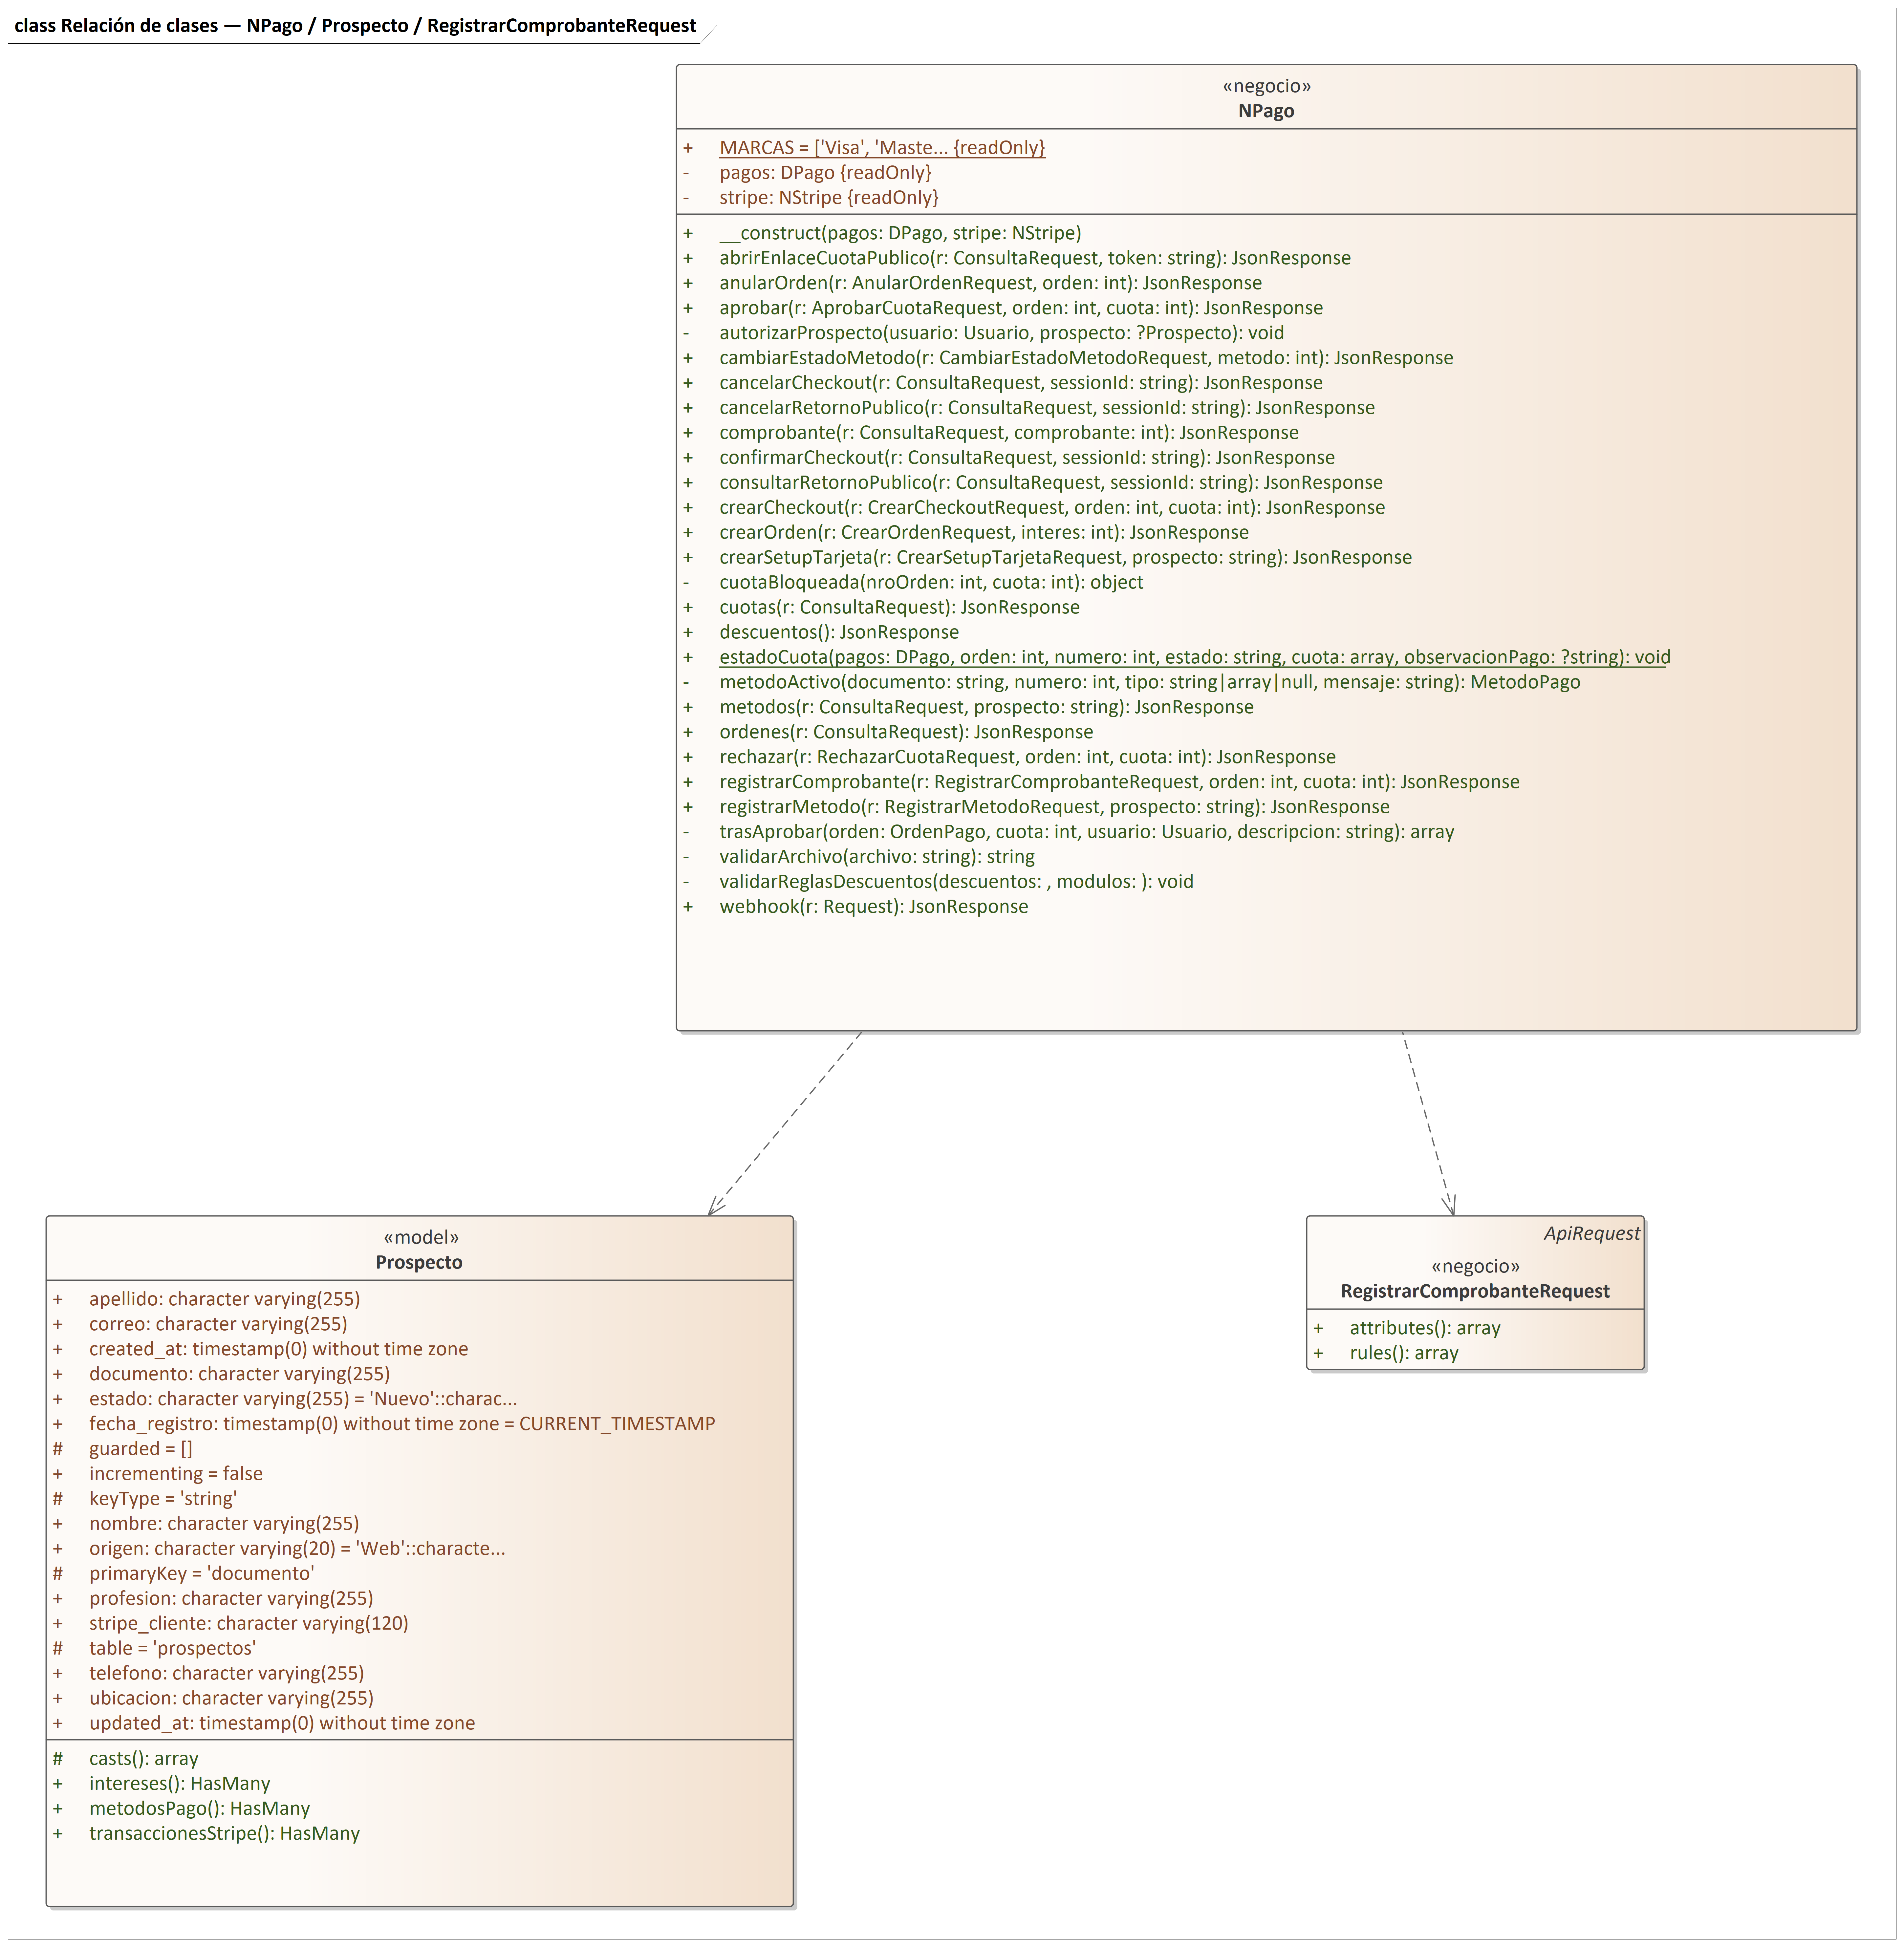 class Relación de clases — NPago / Prospecto / RegistrarComprobanteRequest
«negocio»
NPago
+ MARCAS = ['Visa', 'Maste... {readOnly}
- pagos: DPago {readOnly}
- stripe: NStripe {readOnly}
+ __construct(pagos: DPago, stripe: NStripe)
+ abrirEnlaceCuotaPublico(r: ConsultaRequest, token: string): JsonResponse
+ anularOrden(r: AnularOrdenRequest, orden: int): JsonResponse
+ aprobar(r: AprobarCuotaRequest, orden: int, cuota: int): JsonResponse
- autorizarProspecto(usuario: Usuario, prospecto: ?Prospecto): void
+ cambiarEstadoMetodo(r: CambiarEstadoMetodoRequest, metodo: int): JsonResponse
+ cancelarCheckout(r: ConsultaRequest, sessionId: string): JsonResponse
+ cancelarRetornoPublico(r: ConsultaRequest, sessionId: string): JsonResponse
+ comprobante(r: ConsultaRequest, comprobante: int): JsonResponse
+ confirmarCheckout(r: ConsultaRequest, sessionId: string): JsonResponse
+ consultarRetornoPublico(r: ConsultaRequest, sessionId: string): JsonResponse
+ crearCheckout(r: CrearCheckoutRequest, orden: int, cuota: int): JsonResponse
+ crearOrden(r: CrearOrdenRequest, interes: int): JsonResponse
+ crearSetupTarjeta(r: CrearSetupTarjetaRequest, prospecto: string): JsonResponse
- cuotaBloqueada(nroOrden: int, cuota: int): object
+ cuotas(r: ConsultaRequest): JsonResponse
+ descuentos(): JsonResponse
+ estadoCuota(pagos: DPago, orden: int, numero: int, estado: string, cuota: array, observacionPago: ?string): void
- metodoActivo(documento: string, numero: int, tipo: string|array|null, mensaje: string): MetodoPago
+ metodos(r: ConsultaRequest, prospecto: string): JsonResponse
+ ordenes(r: ConsultaRequest): JsonResponse
+ rechazar(r: RechazarCuotaRequest, orden: int, cuota: int): JsonResponse
+ registrarComprobante(r: RegistrarComprobanteRequest, orden: int, cuota: int): JsonResponse
+ registrarMetodo(r: RegistrarMetodoRequest, prospecto: string): JsonResponse
- trasAprobar(orden: OrdenPago, cuota: int, usuario: Usuario, descripcion: string): array
- validarArchivo(archivo: string): string
- validarReglasDescuentos(descuentos: , modulos: ): void
+ webhook(r: Request): JsonResponse
«model»
Prospecto
+ apellido: character varying(255)
+ correo: character varying(255)
+ created_at: timestamp(0) without time zone
+ documento: character varying(255)
+ estado: character varying(255) = 'Nuevo'::charac...
+ fecha_registro: timestamp(0) without time zone = CURRENT_TIMESTAMP
# guarded = []
+ incrementing = false
# keyType = 'string'
+ nombre: character varying(255)
+ origen: character varying(20) = 'Web'::characte...
# primaryKey = 'documento'
+ profesion: character varying(255)
+ stripe_cliente: character varying(120)
# table = 'prospectos'
+ telefono: character varying(255)
+ ubicacion: character varying(255)
+ updated_at: timestamp(0) without time zone
# casts(): array
+ intereses(): HasMany
+ metodosPago(): HasMany
+ transaccionesStripe(): HasMany
ApiRequest
«negocio»
RegistrarComprobanteRequest
+ attributes(): array
+ rules(): array